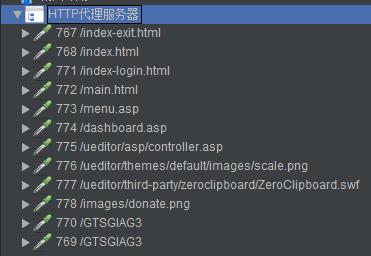 HTTP代理服务器
767 /index-exit.html
768 /index.html
771 /index-login.html
772 /main.html
773 /menu.asp
774 /dashboard.asp
775 /ueditor/asp/controller.asp
776 /ueditor/themes/default/images/scale.png
777 /ueditor/third-party/zeroclipboard/ZeroClipboard.swf
778 /images/donate.png
770 /GTSGIAG3
769 /GTSGIAG3